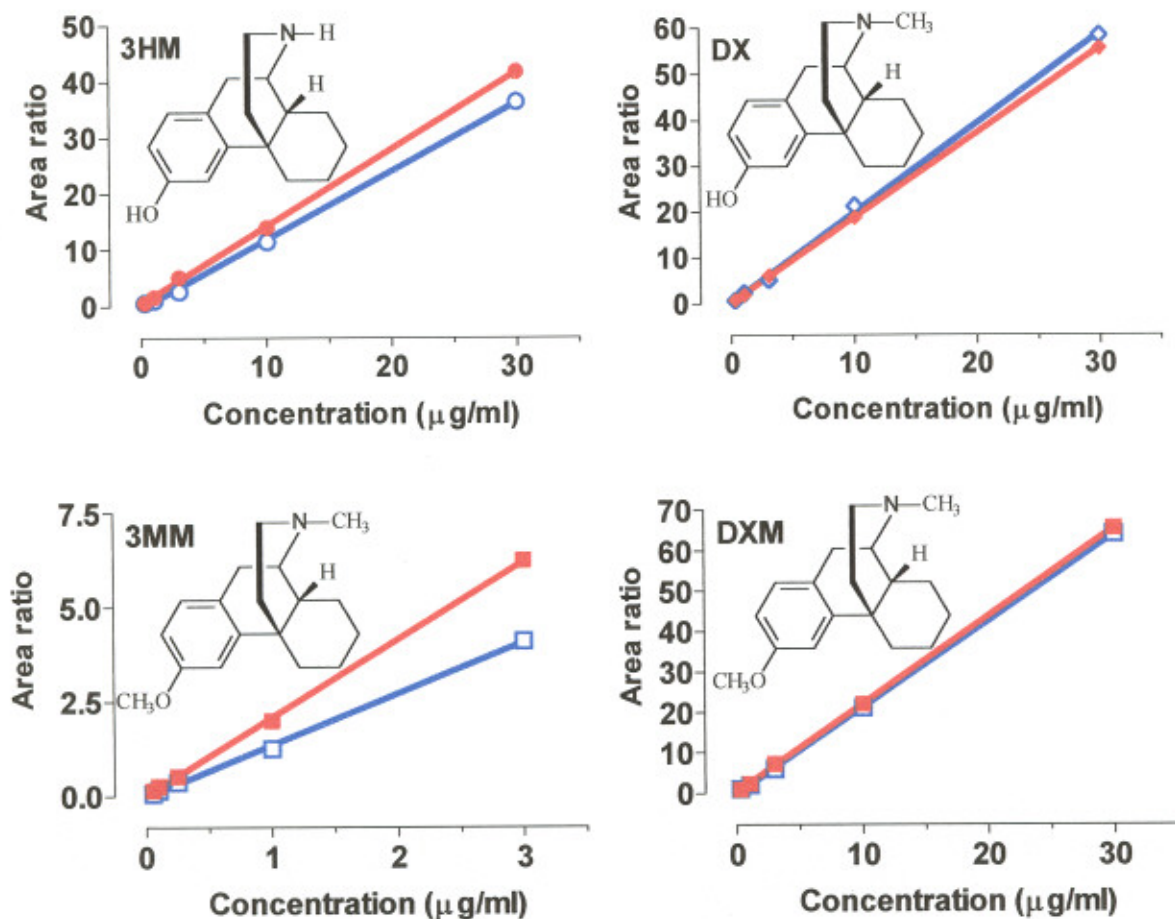 3HM
N H
H
HO
50
40
30
20
10
0
Area ratio
0 10 20 30
Concentration (μg/ml)
DX
N CH₃
H
HO
60
50
40
30
20
10
0
Area ratio
0 10 20 30
Concentration (μg/ml)
3MM
N CH₃
H
CH₃O
7.5
5.0
2.5
0.0
Area ratio
0 1 2 3
Concentration (μg/ml)
DXM
N CH₃
H
CH₃O
70
60
50
40
30
20
10
0
Area ratio
0 10 20 30
Concentration (μg/ml)